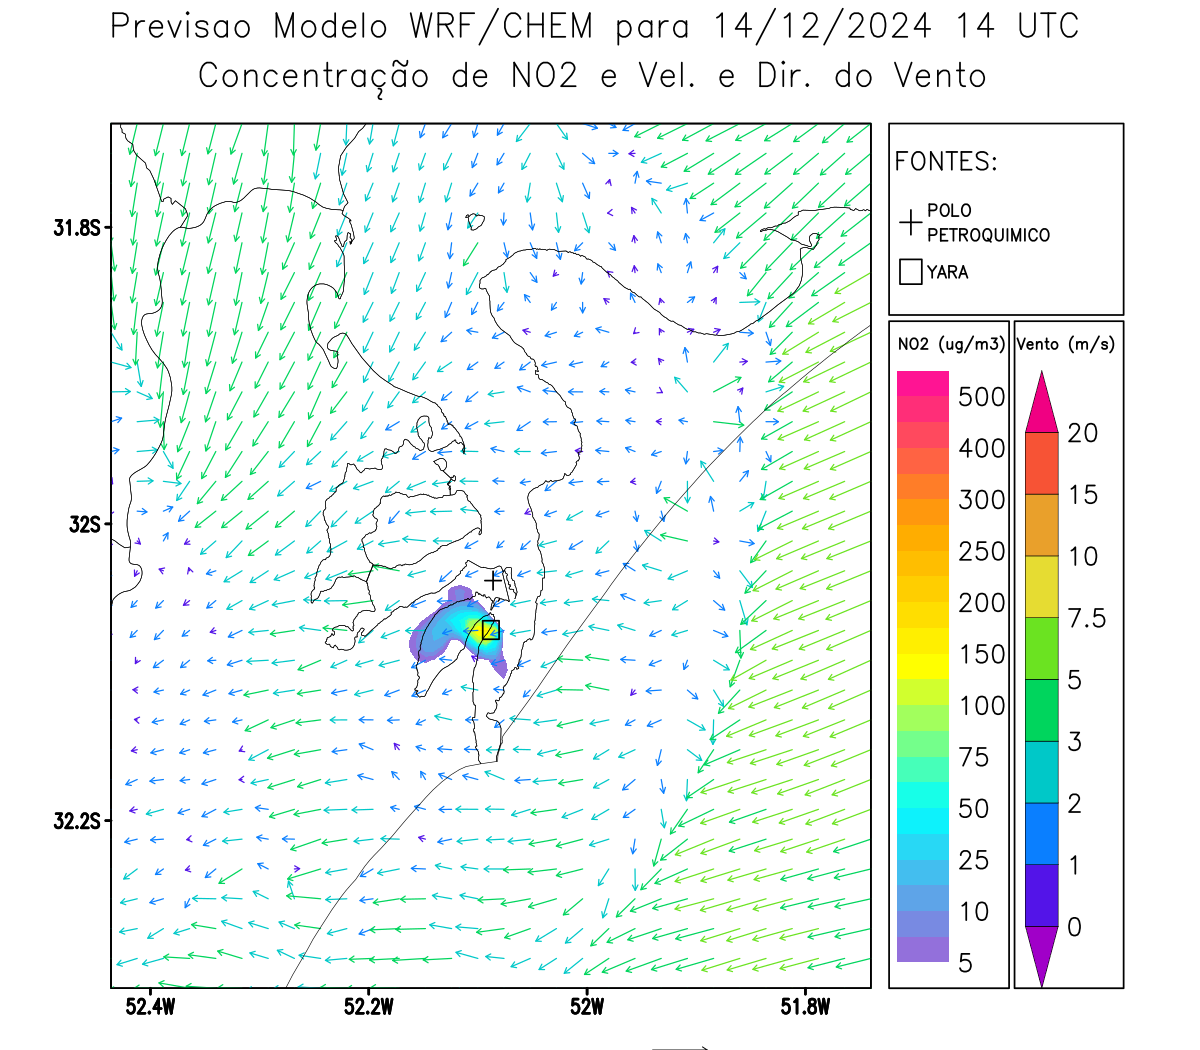 Previsao Modelo WRF/CHEM para 14/12/2024 14 UTC
Concentração de NO2 e Vel. e Dir. do Vento
FONTES:
POLO
PETROQUIMICO
YARA
NO2 (ug/m3)
500
400
300
250
200
150
100
75
50
25
10
5
Vento (m/s)
20
15
10
7.5
5
3
2
1
0
31.8S
32S
32.2S
52.4W
52.2W
52W
51.8W